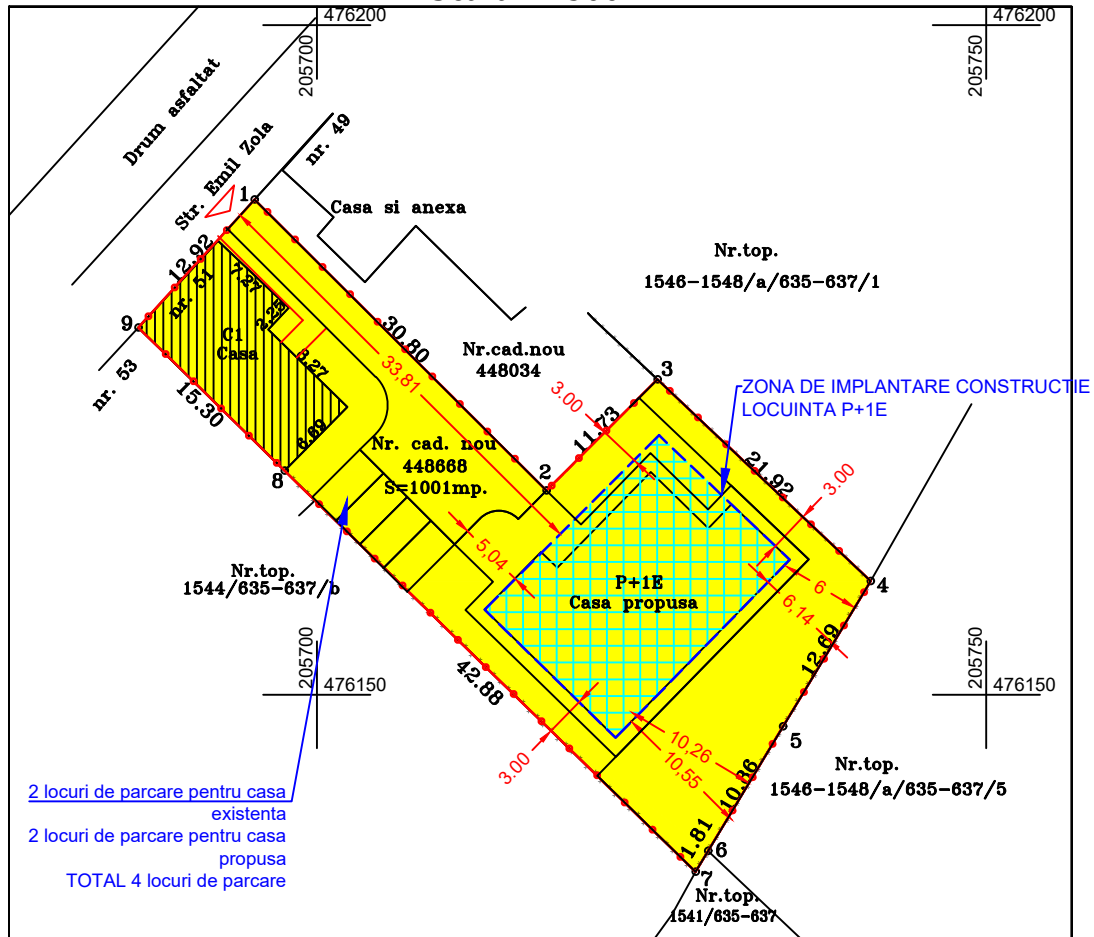 476200
205700
476200
205750
Drum asfaltat
Str. Emil Zola
nr. 49
1
Casa si anexa
Nr.top.
1546-1548/a/635-637/1
12.92
nr. 51
7.27
2.25
C1
Casa
8.27
6.69
9
nr. 53
15.30
30.80
33,81
Nr.cad.nou
448034
3
3.00
11.73
ZONA DE IMPLANTARE CONSTRUCTIE
LOCUINTA P+1E
Nr. cad. nou
448668
S=1001mp.
2
21.92
3.00
8
5,04
Nr.top.
1544/635-637/b
P+1E
Casa propusa
6
6,14
4
12.69
205700
476150
205750
476150
42.88
3.00
10,26
10,55
5
10.86
Nr.top.
1546-1548/a/635-637/5
2 locuri de parcare pentru casa
existenta
2 locuri de parcare pentru casa
propusa
TOTAL 4 locuri de parcare
1.81
6
7
Nr.top.
1541/635-637